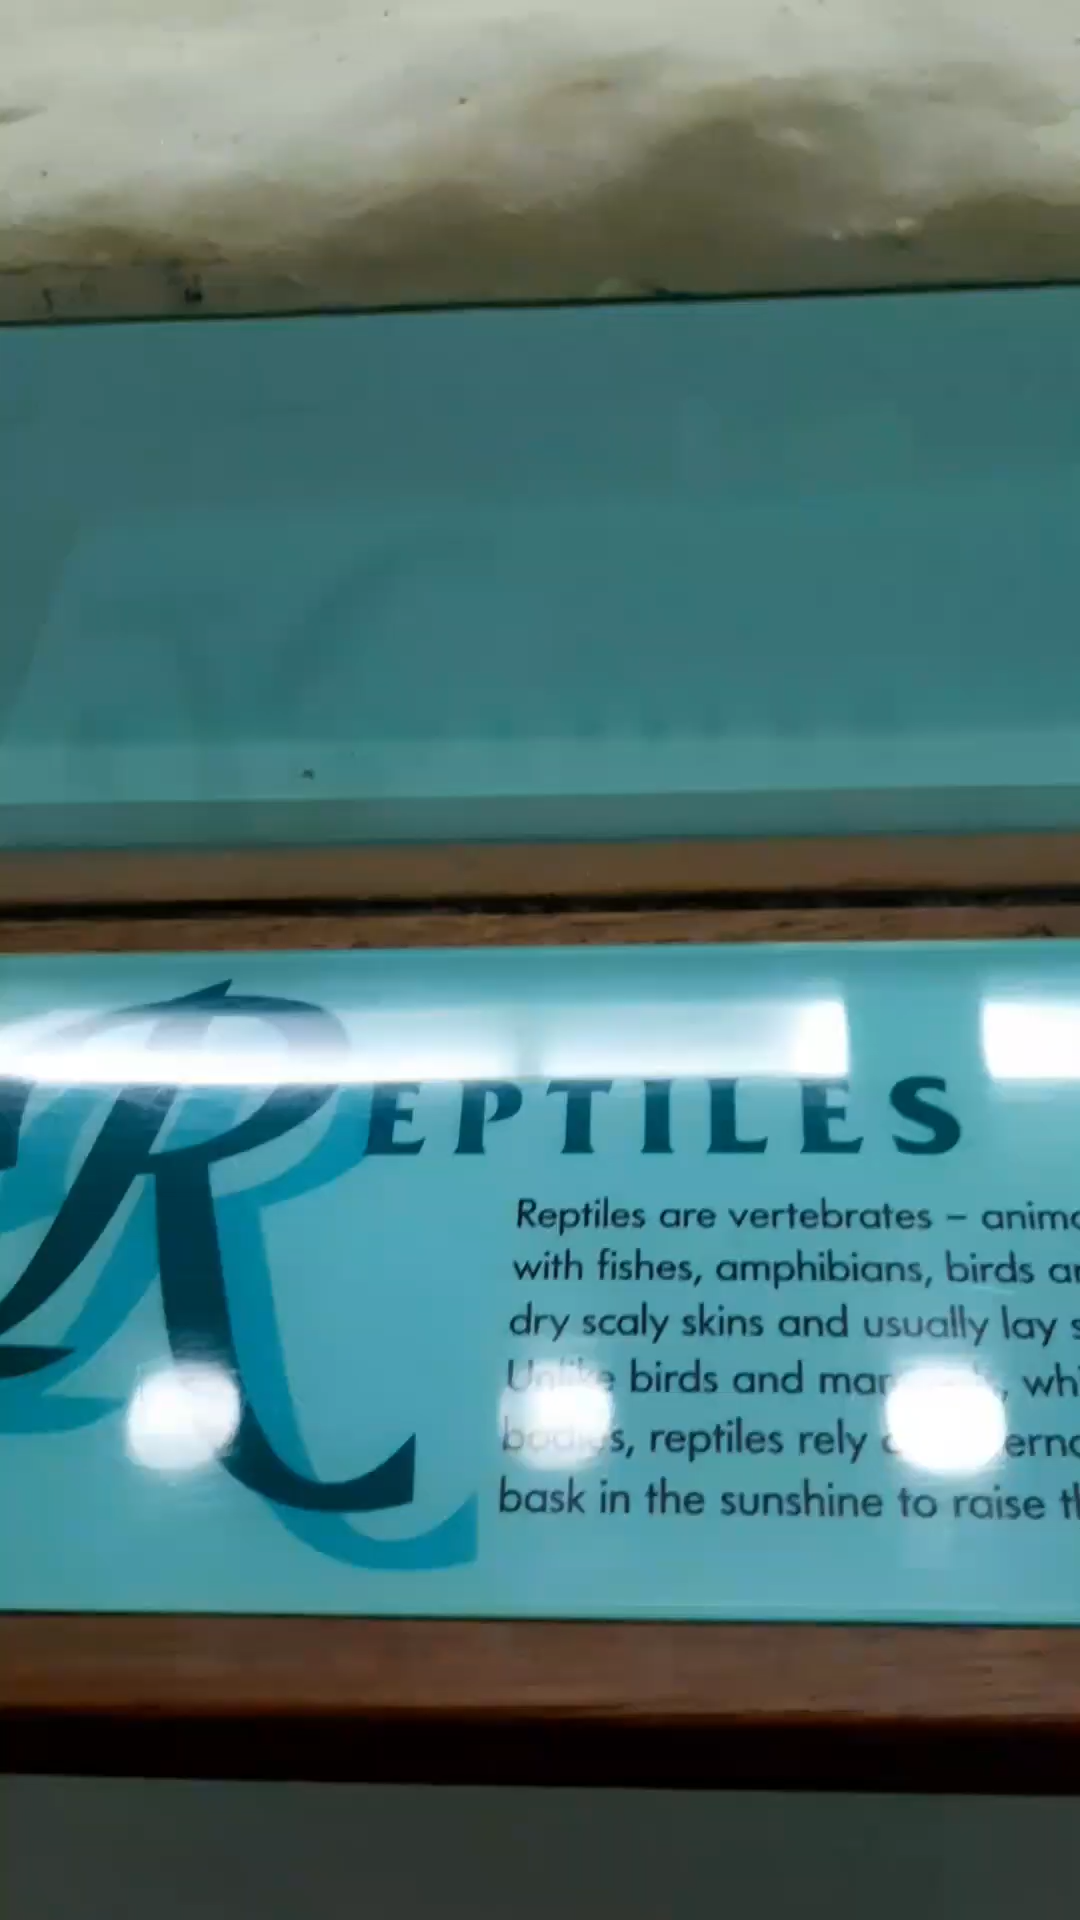 REPTILES
Reptiles are vertebrates –
with fishes, amphibians, birds
dry scaly skins and usually lay
Unlike birds and
reptiles rely
bask in the sunshine to raise